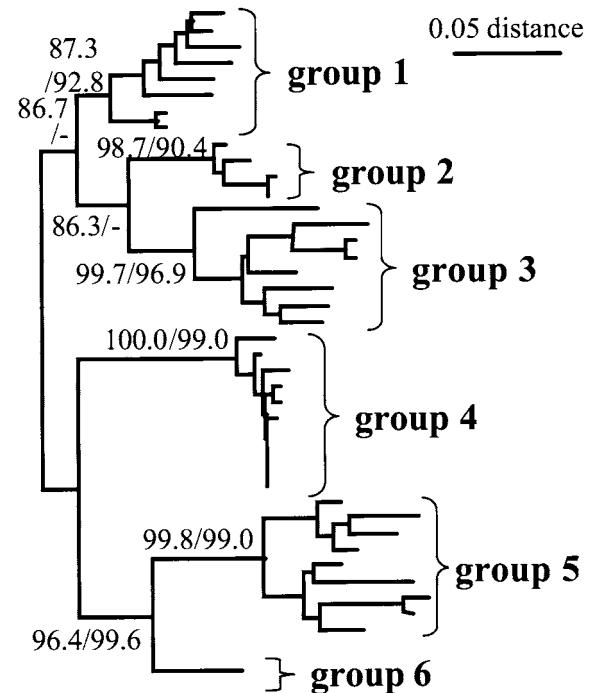 0.05 distance
87.3
/92.8
group 1
86.7
/-
98.7/90.4
group 2
86.3/-
99.7/96.9
group 3
100.0/99.0
group 4
99.8/99.0
group 5
96.4/99.6
group 6